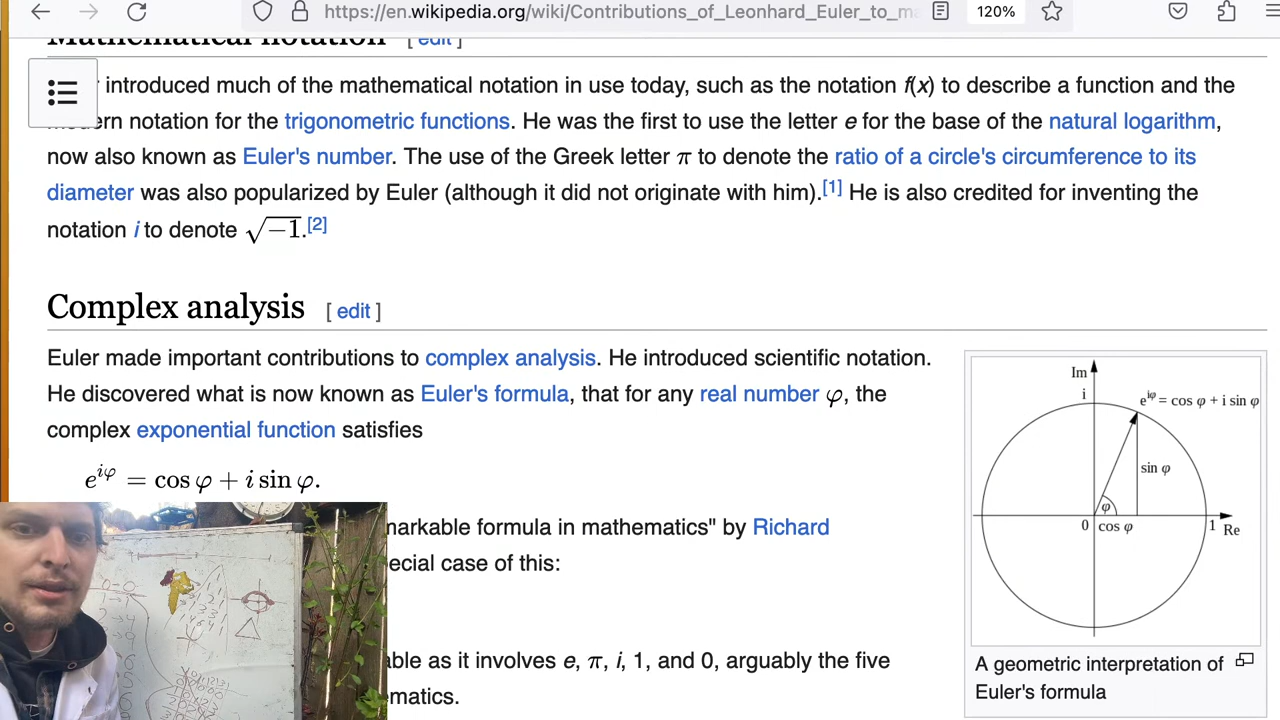 https://en.wikipedia.org/wiki/Contributions_of_Leonhard_Euler_to_ma
120%
Mathematical notation [ edit ]
introduced much of the mathematical notation in use today, such as the notation f(x) to describe a function and the
ern notation for the trigonometric functions. He was the first to use the letter e for the base of the natural logarithm,
now also known as Euler's number. The use of the Greek letter π to denote the ratio of a circle's circumference to its
diameter was also popularized by Euler (although it did not originate with him).[1] He is also credited for inventing the
notation i to denote √−1.[2]
Complex analysis [ edit ]
Euler made important contributions to complex analysis. He introduced scientific notation.
He discovered what is now known as Euler's formula, that for any real number φ, the
complex exponential function satisfies
e^{iφ} = cos φ + i sin φ.
markable formula in mathematics" by Richard
ecial case of this:
able as it involves e, π, i, 1, and 0, arguably the five
matics.
Im
i
e^{iφ} = cos φ + i sin φ
sin φ
φ
0 cos φ 1 Re
A geometric interpretation of
Euler's formula